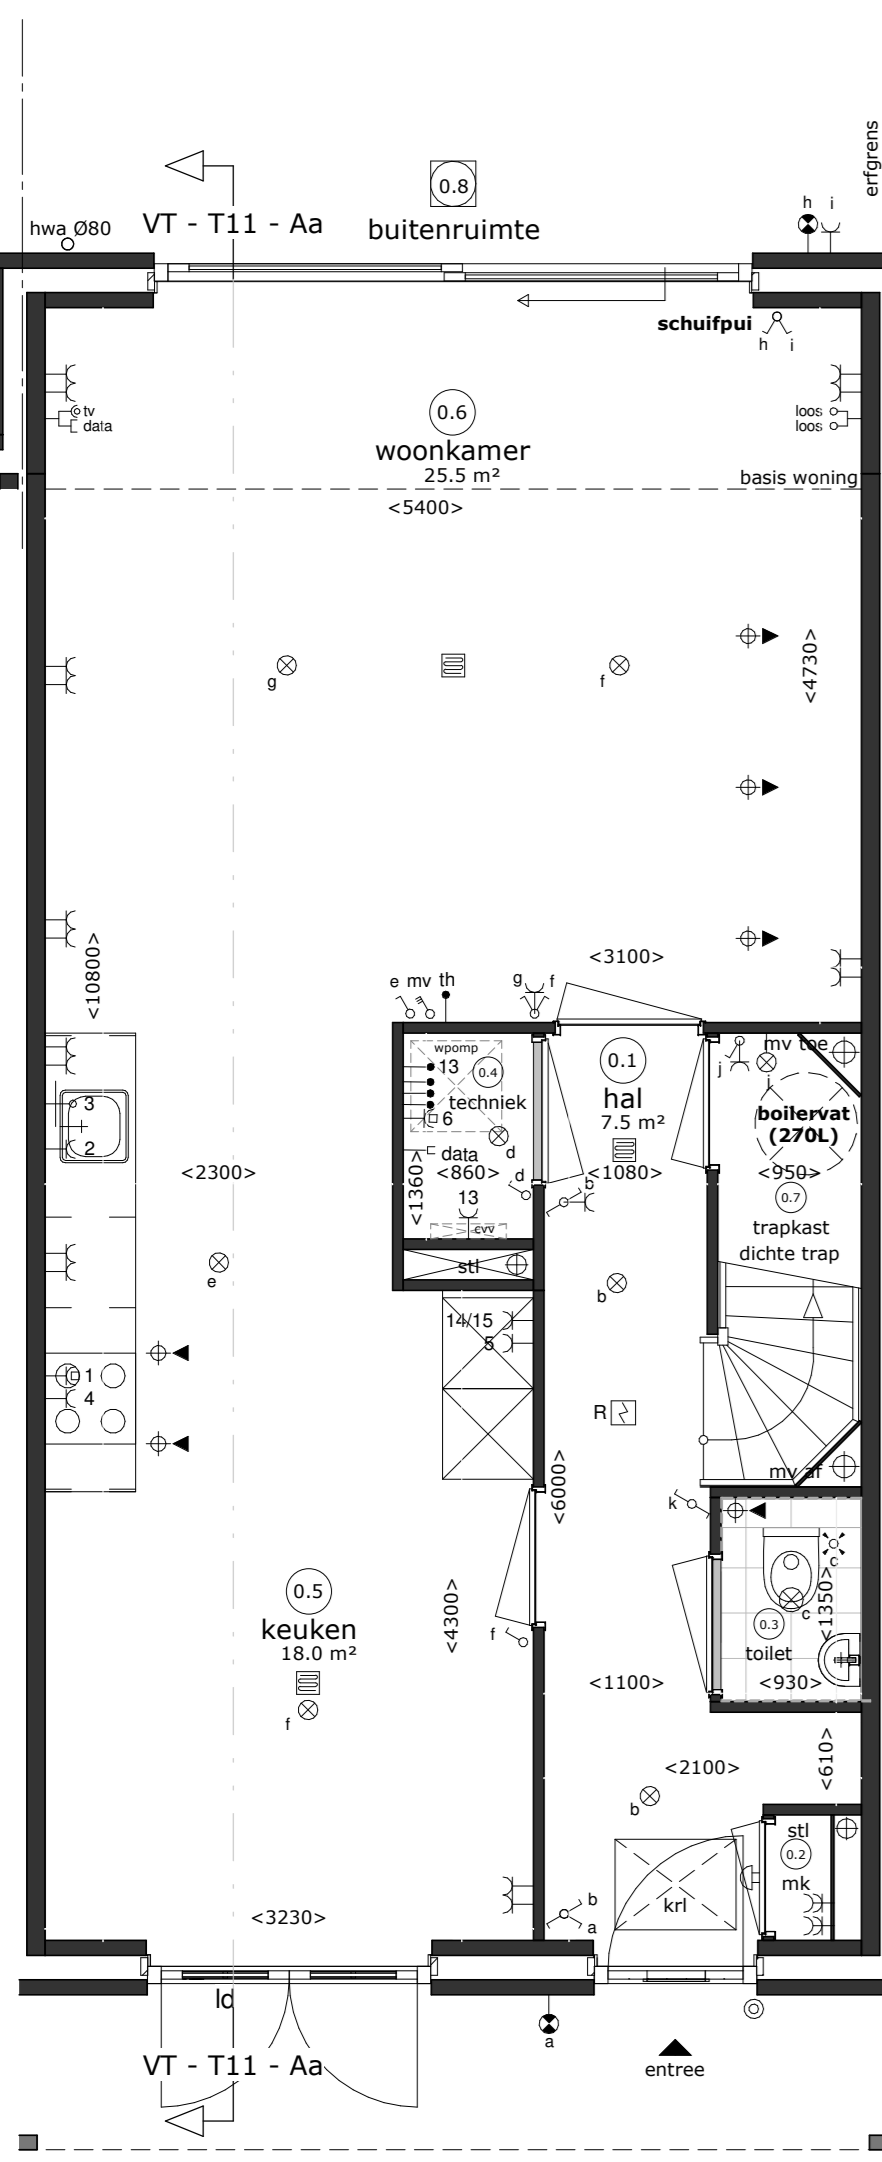 erfgrens
0.8
h i
hwa Ø80
VT - T11 - Aa
buitenruimte
schuifpui
h i
tv
data
0.6
loos
loos
woonkamer
25.5 m²
basis woning
<5400>
<4730>
g
f
<10800>
<3100>
e mv th
g f
wpomp
13
0.4
techniek
6
data
d
<860>
<1360>
d
13
cvv
stl
0.1
hal
7.5 m²
<1080>
b
mv toe
j
i
boilervat
(270L)
<950>
0.7
trapkast
dichte trap
3
2
<2300>
e
b
14/15
5
1
4
R
<6000>
mv af
k
c
<1350>
c
0.3
toilet
<930>
0.5
keuken
18.0 m²
<4300>
f
f
<1100>
<610>
<2100>
b
stl
0.2
mk
krl
b
a
<3230>
ld
a
VT - T11 - Aa
entree